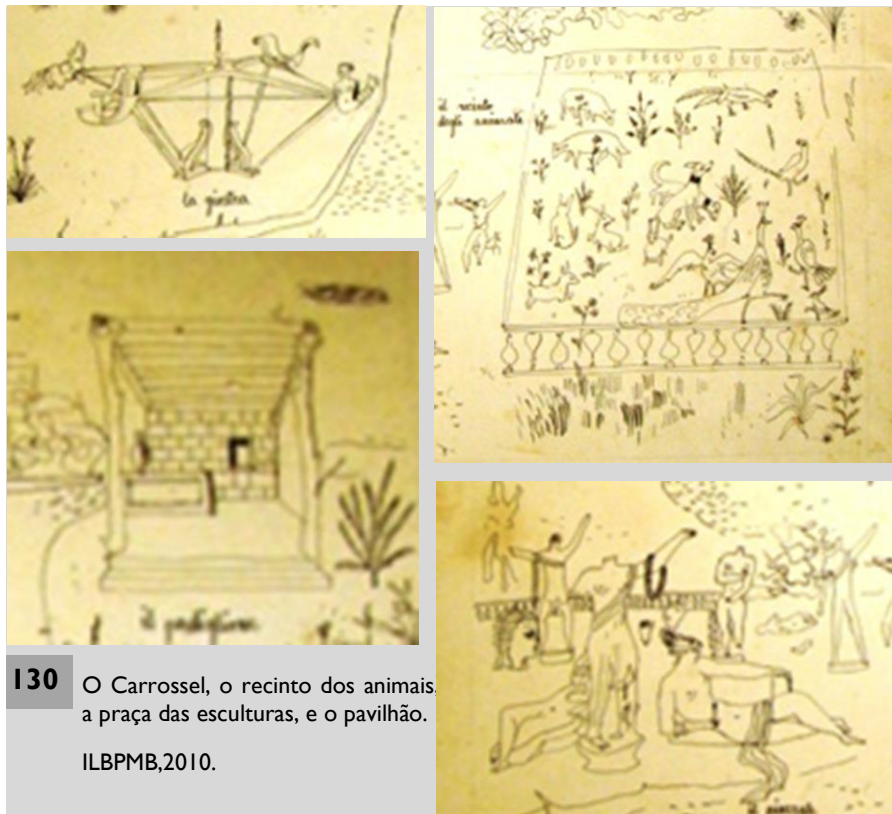 la giostra
il recinto
degli animali
il padiglione
130
O Carrossel, o recinto dos animais,
a praça das esculturas, e o pavilhão.
ILBPMB,2010.